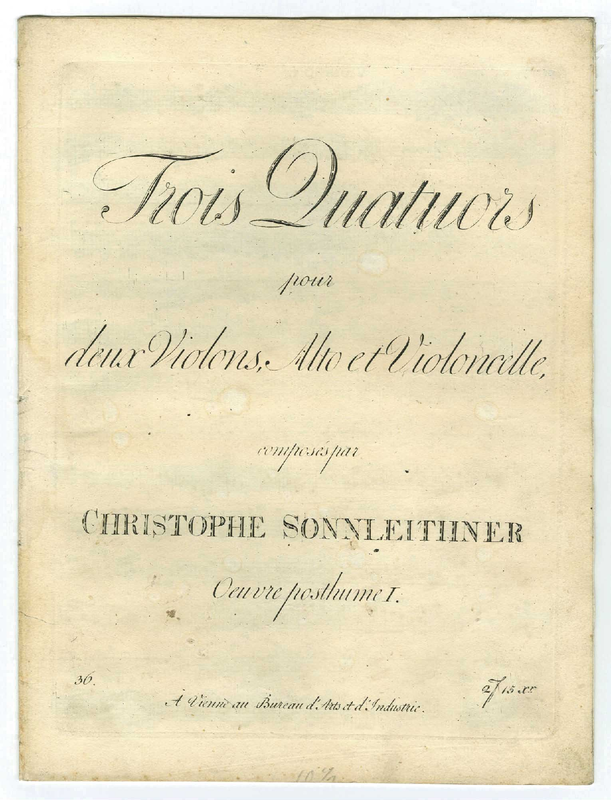 Trois Quatuors
pour
deux Violons, Alto et Violoncelle,
composés par
CHRISTOPHE SONNLEITHNER
Oeuvre posthume I.
36.
2f 15 xr
À Vienne au Bureau d'Arts et d'Industrie.